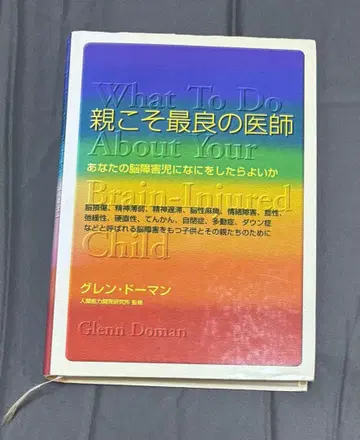 What To Do
親こそ最良の医師
About Your
あなたの脳障害児になにをしたらよいか
Brain-Injured
脳損傷、精神薄弱、精神遅滞、脳性麻痺、情緒障害、痙性、
弛緩性、硬直性、てんかん、自閉症、多動症、ダウン症
などと呼ばれる脳障害をもつ子供とその親たちのために
Child
グレン・ドーマン
人間能力開発研究所 監修
Glenn Doman